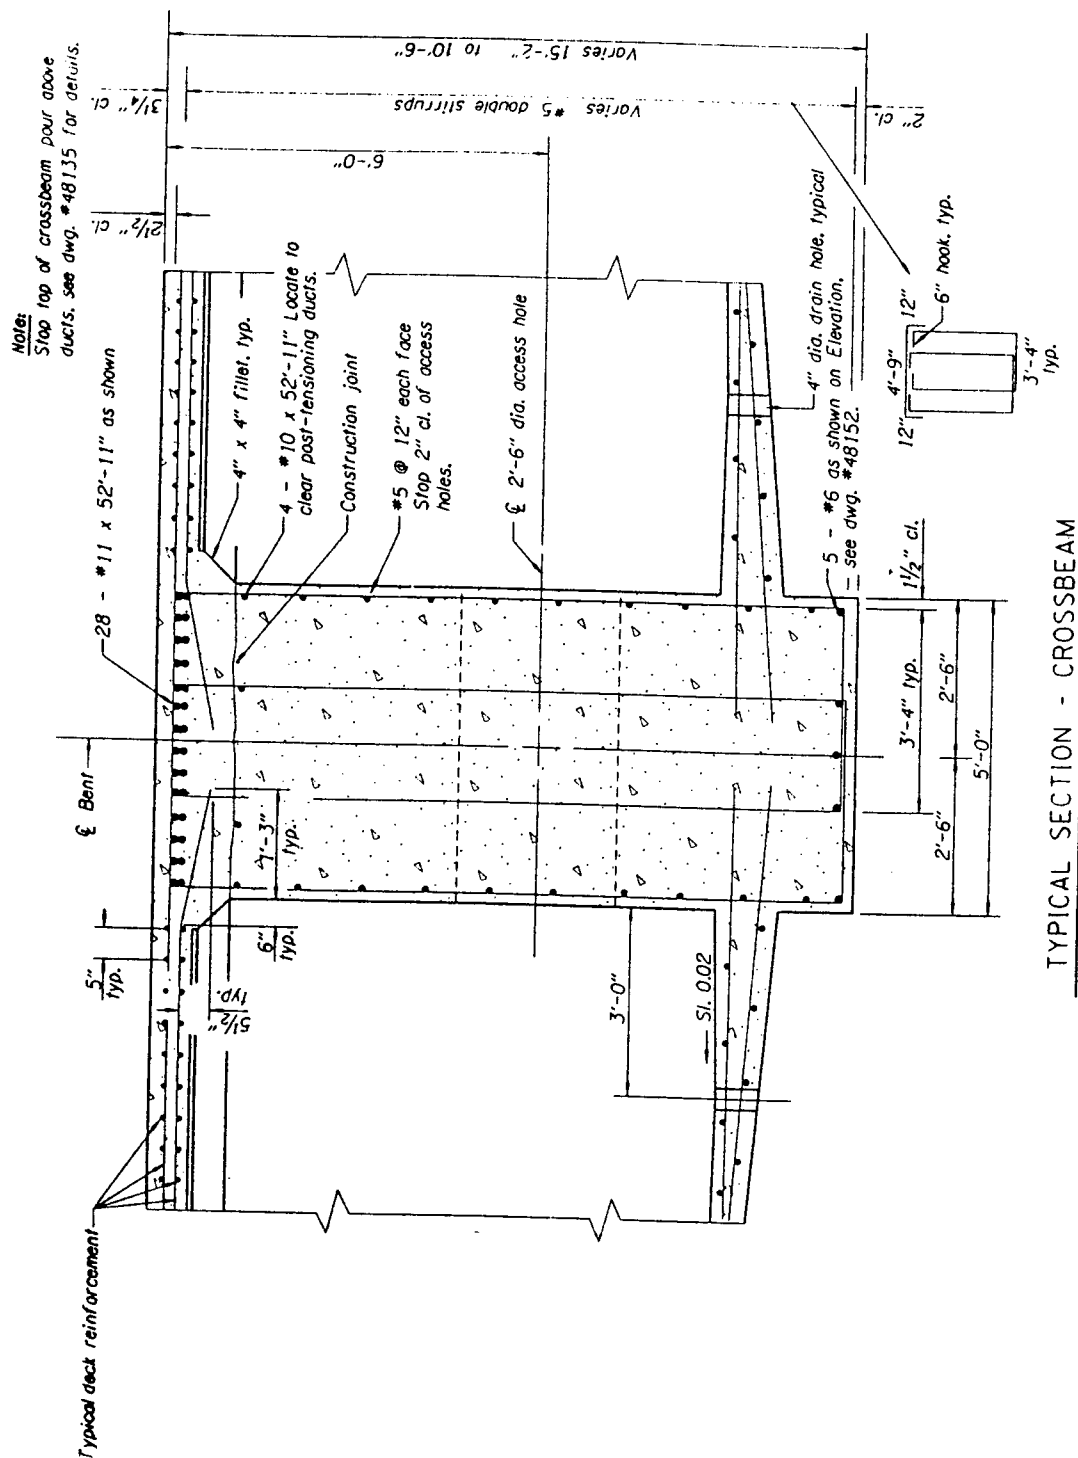 Note:
Stop top of crossbeam pour above
ducts, see dwg. #48135 for details.
28 - #11 x 52'-11" as shown
2½" cl.
3¼" cl.
Typical deck reinforcement
℄ Bent
5"
typ.
6"
typ.
5½"
typ.
1'-3"
typ.
4" x 4" fillet, typ.
4 - #10 x 52'-11" Locate to
clear post-tensioning ducts.
Construction joint
#5 @ 12" each face
Stop 2" cl. of access
holes.
℄ 2'-6" dia. access hole
6'-0"
Varies #5 double stirrups
Varies 15'-2" to 10'-6"
2" cl.
4" dia. drain hole, typical
5 - #6 as shown on Elevation,
see dwg. #48152.
3'-0"
Sl. 0.02
1½" cl.
3'-4" typ.
2'-6"
2'-6"
5'-0"
12"
4'-9"
12"
6" hook, typ.
3'-4"
typ.
TYPICAL SECTION - CROSSBEAM